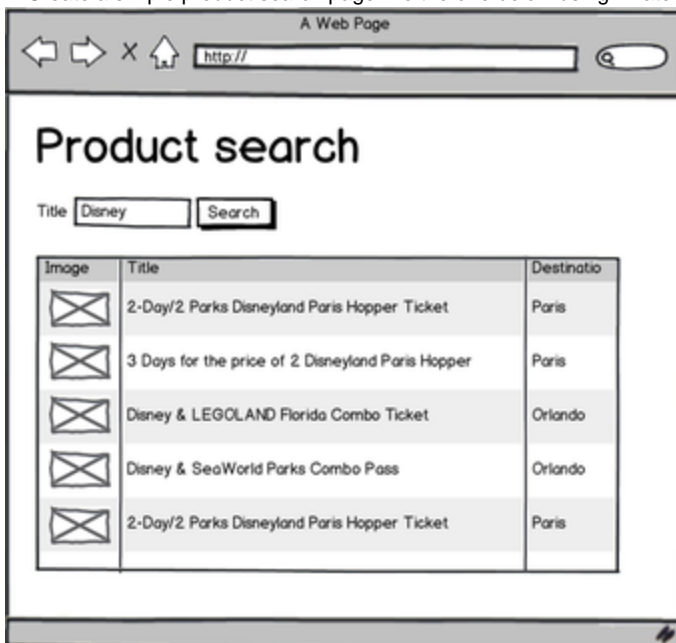 A Web Page
http://
Product search
Title Disney Search
Image Title Destinatio
2-Day/2 Parks Disneyland Paris Hopper Ticket Paris
3 Days for the price of 2 Disneyland Paris Hopper Paris
Disney & LEGOLAND Florida Combo Ticket Orlando
Disney & SeaWorld Parks Combo Pass Orlando
2-Day/2 Parks Disneyland Paris Hopper Ticket Paris